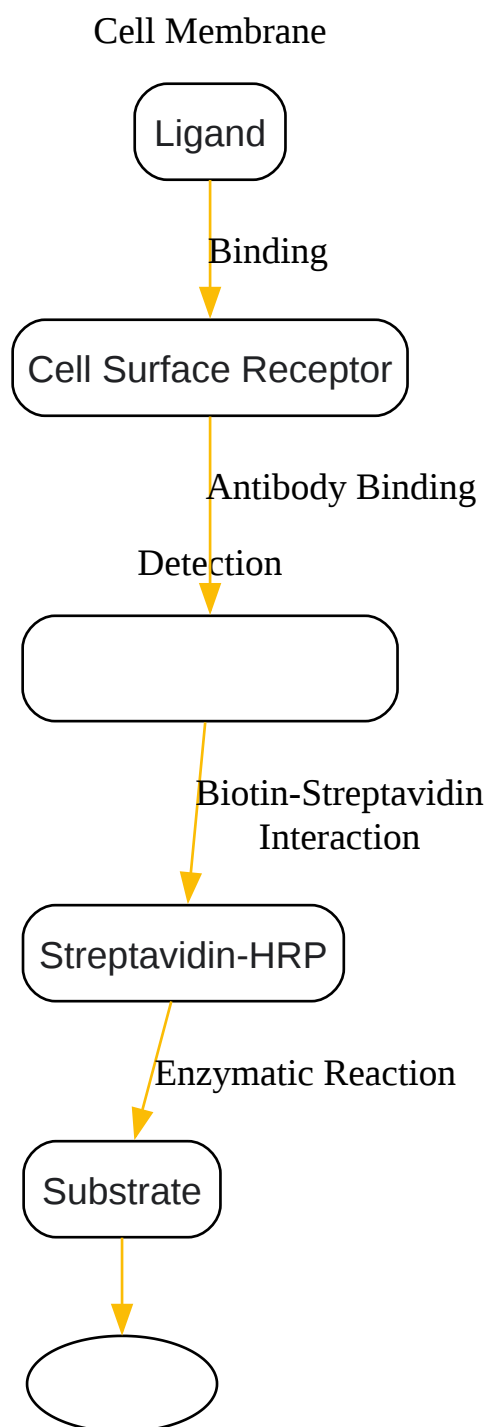 Cell Membrane
Ligand
Binding
Cell Surface Receptor
Antibody Binding
Detection
Biotin-Streptavidin
Interaction
Streptavidin-HRP
Enzymatic Reaction
Substrate